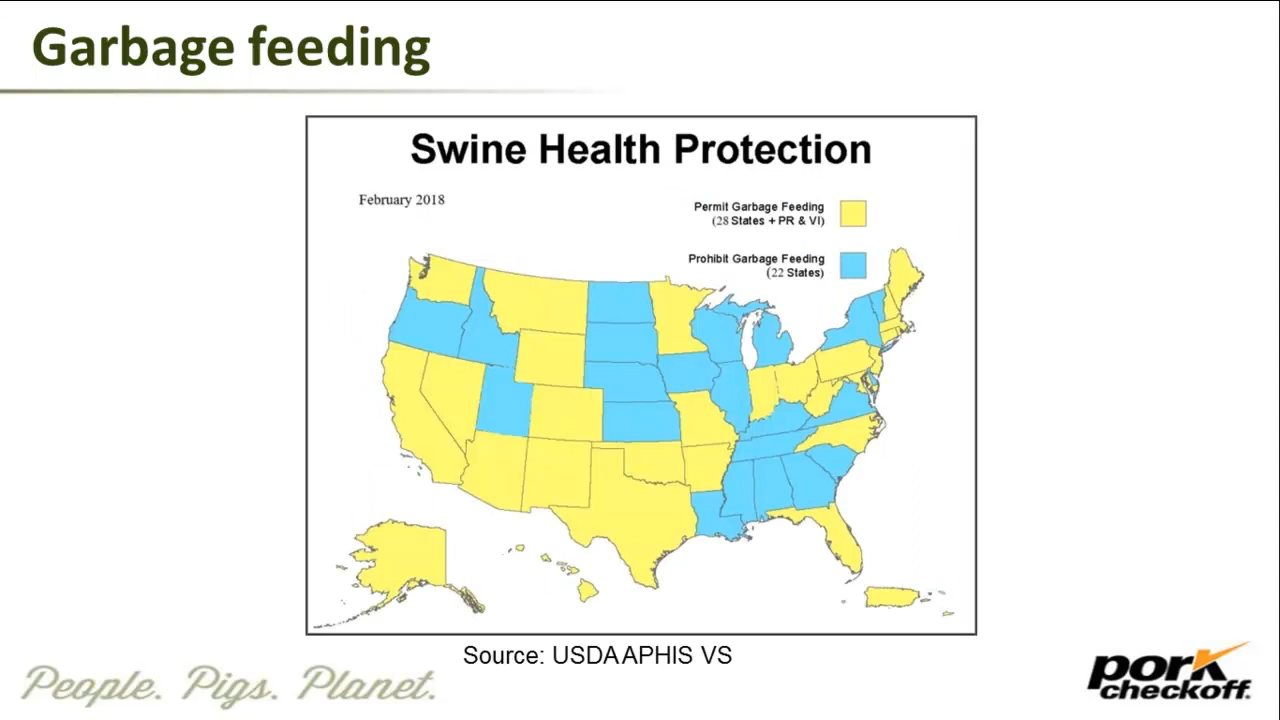 Garbage feeding
Swine Health Protection
February 2018
Permit Garbage Feeding
(28 States + PR & VI)
Prohibit Garbage Feeding
(22 States)
Source: USDA APHIS VS
People. Pigs. Planet.
pork
checkoff.